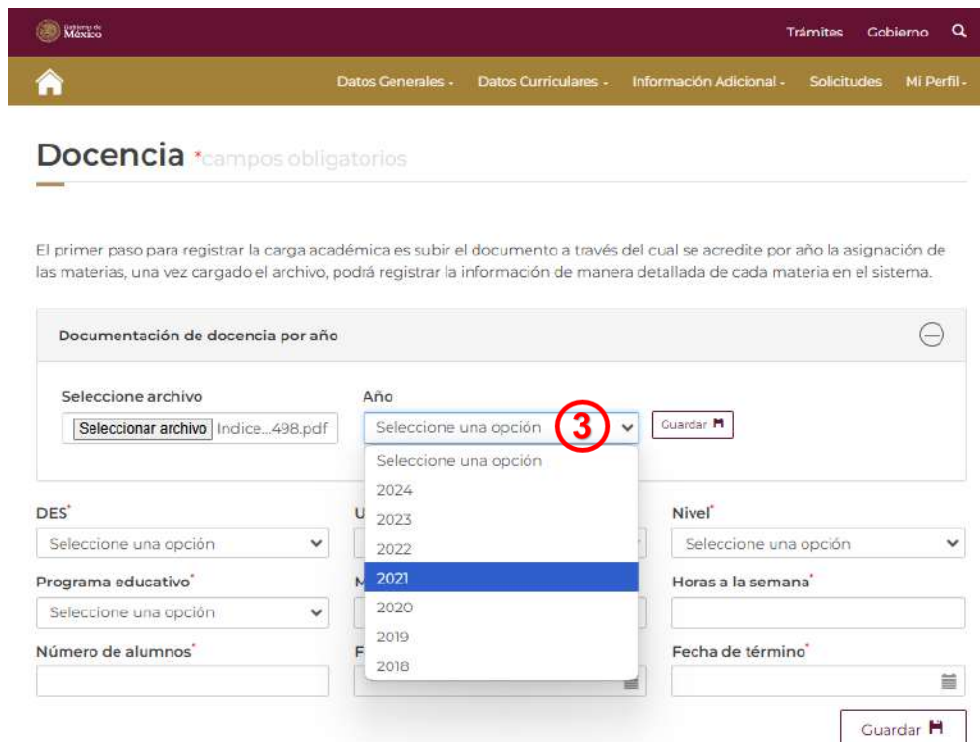 Gobierno de
México
Trámites Gobierno
Datos Generales - Datos Curriculares - Información Adicional - Solicitudes Mi Perfil -
Docencia *campos obligatorios
El primer paso para registrar la carga académica es subir el documento a través del cual se acredite por año la asignación de
las materias, una vez cargado el archivo, podrá registrar la información de manera detallada de cada materia en el sistema.
Documentación de docencia por año
Seleccione archivo Año
Seleccionar archivo Indice...498.pdf Seleccione una opción 3 Guardar
Seleccione una opción
2024
2023
2022
2021
2020
2019
2018
DES* U Nivel*
Seleccione una opción Seleccione una opción
Programa educativo* M Horas a la semana*
Seleccione una opción
Número de alumnos* F Fecha de término*
Guardar